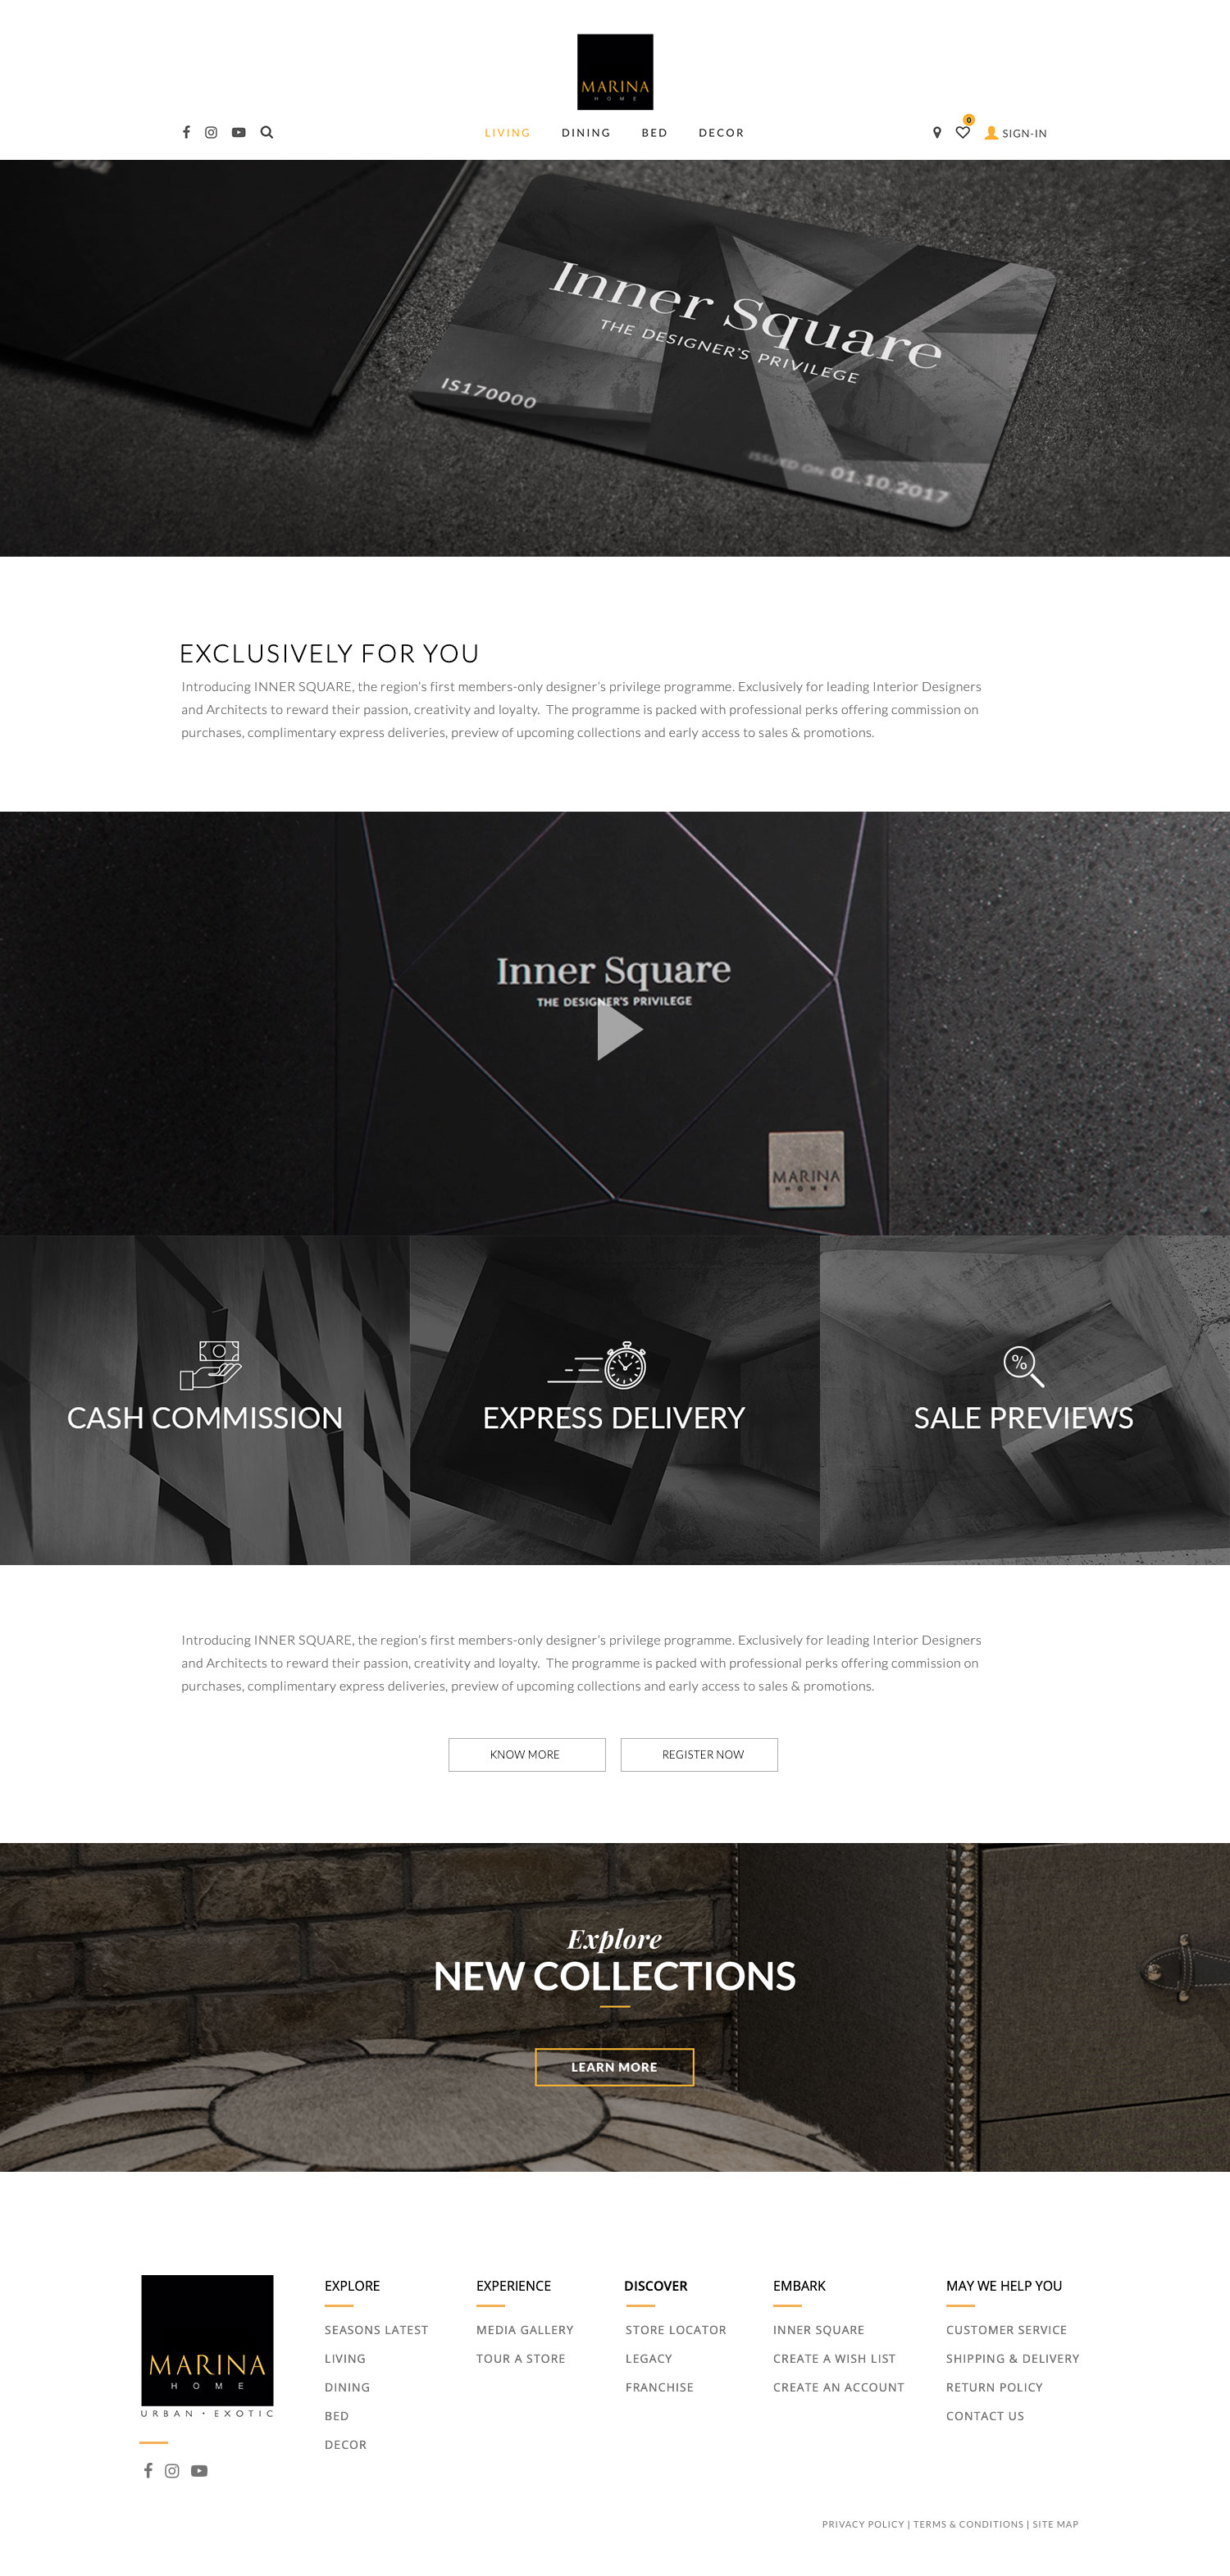 MARINA
HOME
0
LIVING DINING BED DECOR SIGN-IN
Inner Square
THE DESIGNER'S PRIVILEGE
IS170000
ISSUED ON 01.10.2017
EXCLUSIVELY FOR YOU
Introducing INNER SQUARE, the region's first members-only designer's privilege programme. Exclusively for leading Interior Designers
and Architects to reward their passion, creativity and loyalty. The programme is packed with professional perks offering commission on
purchases, complimentary express deliveries, preview of upcoming collections and early access to sales & promotions.
Inner Square
THE DESIGNER'S PRIVILEGE
MARINA
HOME
%
CASH COMMISSION EXPRESS DELIVERY SALE PREVIEWS
Introducing INNER SQUARE, the region's first members-only designer's privilege programme. Exclusively for leading Interior Designers
and Architects to reward their passion, creativity and loyalty. The programme is packed with professional perks offering commission on
purchases, complimentary express deliveries, preview of upcoming collections and early access to sales & promotions.
KNOW MORE REGISTER NOW
Explore
NEW COLLECTIONS
LEARN MORE
MARINA
HOME
URBAN • EXOTIC
EXPLORE
SEASONS LATEST
LIVING
DINING
BED
DECOR
EXPERIENCE
MEDIA GALLERY
TOUR A STORE
DISCOVER
STORE LOCATOR
LEGACY
FRANCHISE
EMBARK
INNER SQUARE
CREATE A WISH LIST
CREATE AN ACCOUNT
MAY WE HELP YOU
CUSTOMER SERVICE
SHIPPING & DELIVERY
RETURN POLICY
CONTACT US
PRIVACY POLICY | TERMS & CONDITIONS | SITE MAP